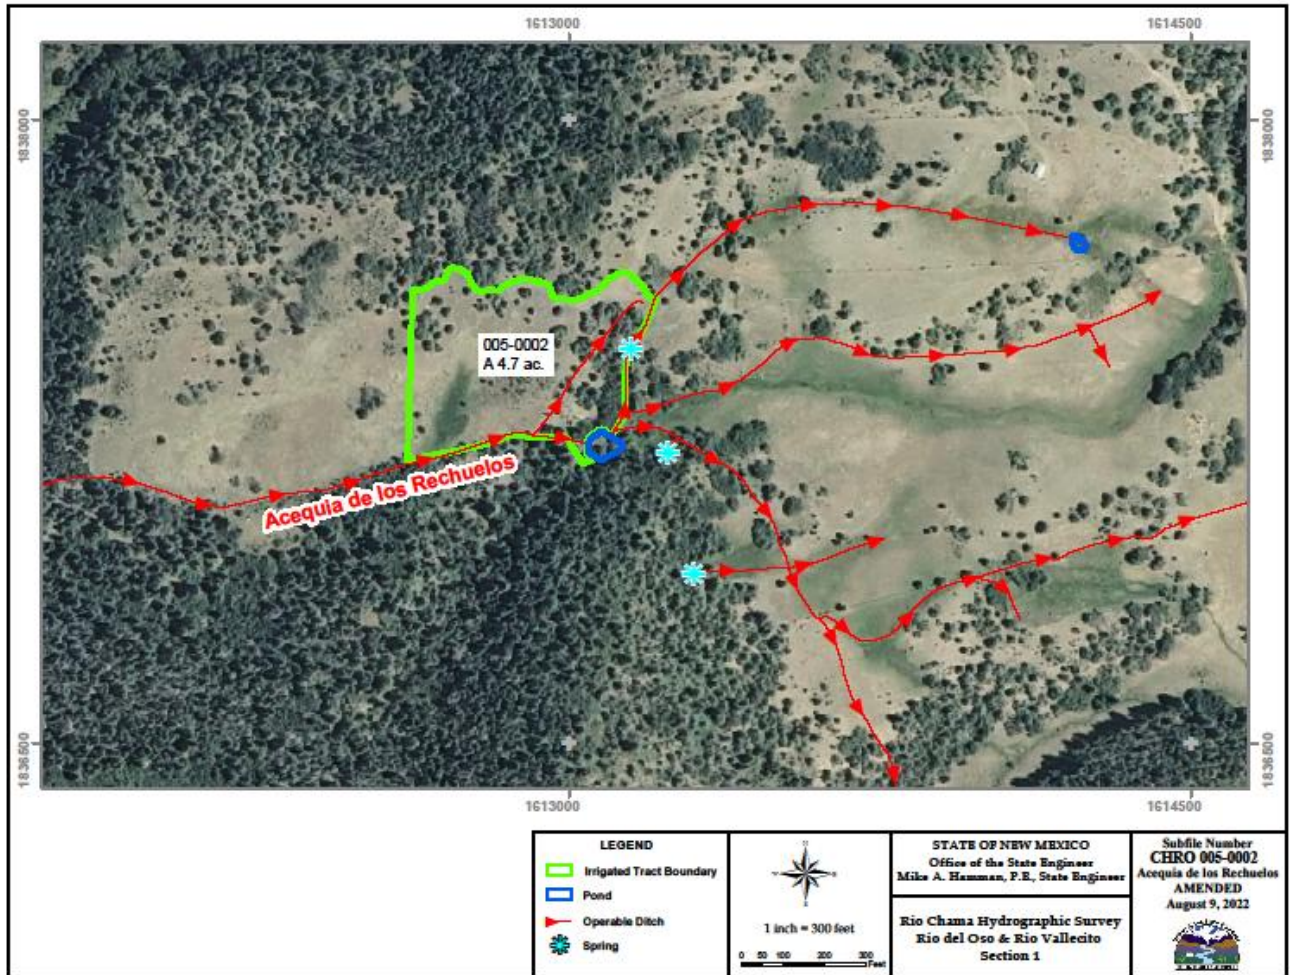 1613000
1614500
1838000
1838000
005-0002
A 4.7 ac.
Acequia de los Rechuelos
1836500
1836500
1613000
1614500
LEGEND
Irrigated Tract Boundary
Pond
Operable Ditch
Spring
1 inch = 300 feet
0 50 100 200 300
Feet
STATE OF NEW MEXICO
Office of the State Engineer
Mike A. Hamman, P.E., State Engineer
Rio Chama Hydrographic Survey
Rio del Oso & Rio Vallecito
Section 1
Subfile Number
CHRO 005-0002
Acequia de los Rechuelos
AMENDED
August 9, 2022